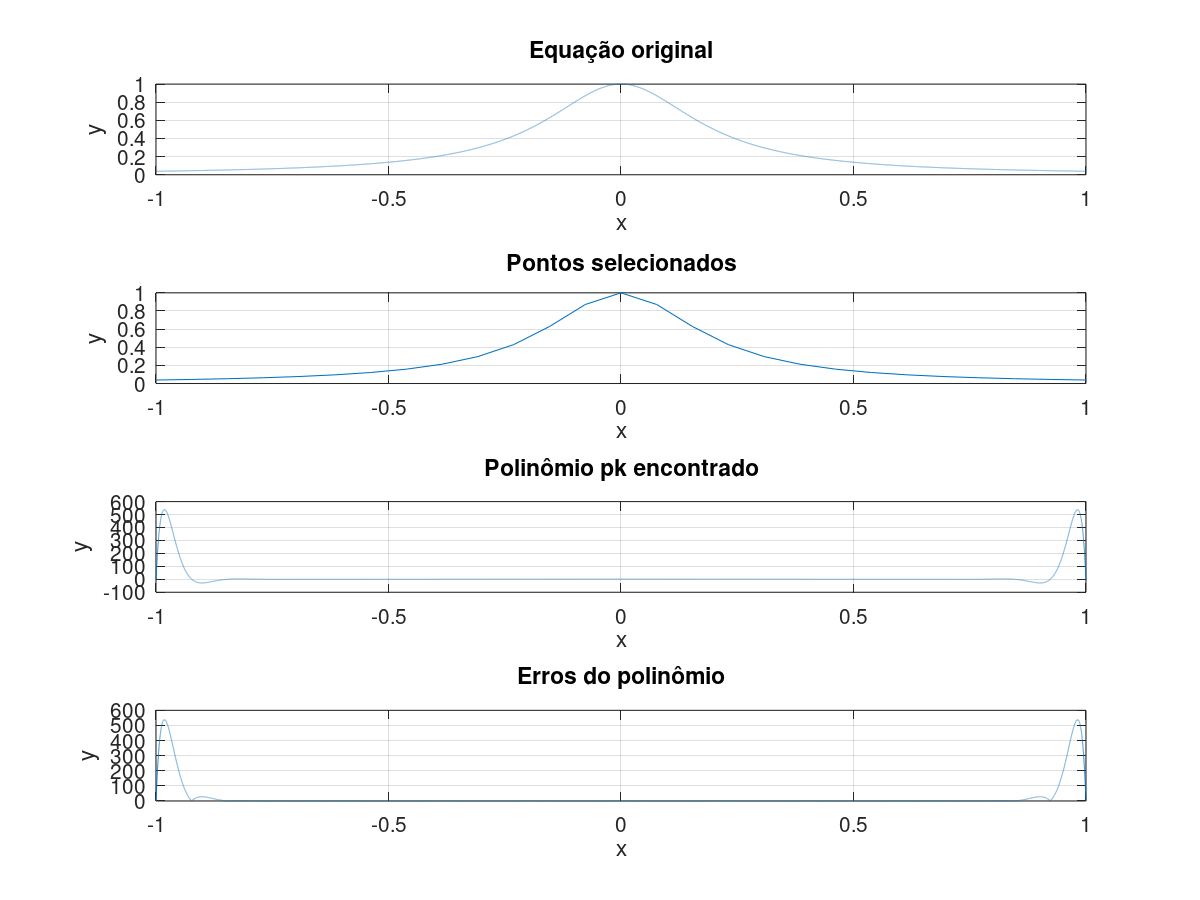 Equação original
1
0.8
0.6
0.4
0.2
0
y
-1 -0.5 0 0.5 1
x
Pontos selecionados
1
0.8
0.6
0.4
0.2
0
y
-1 -0.5 0 0.5 1
x
Polinômio pk encontrado
600
500
400
300
200
100
0
-100
y
-1 -0.5 0 0.5 1
x
Erros do polinômio
600
500
400
300
200
100
0
y
-1 -0.5 0 0.5 1
x